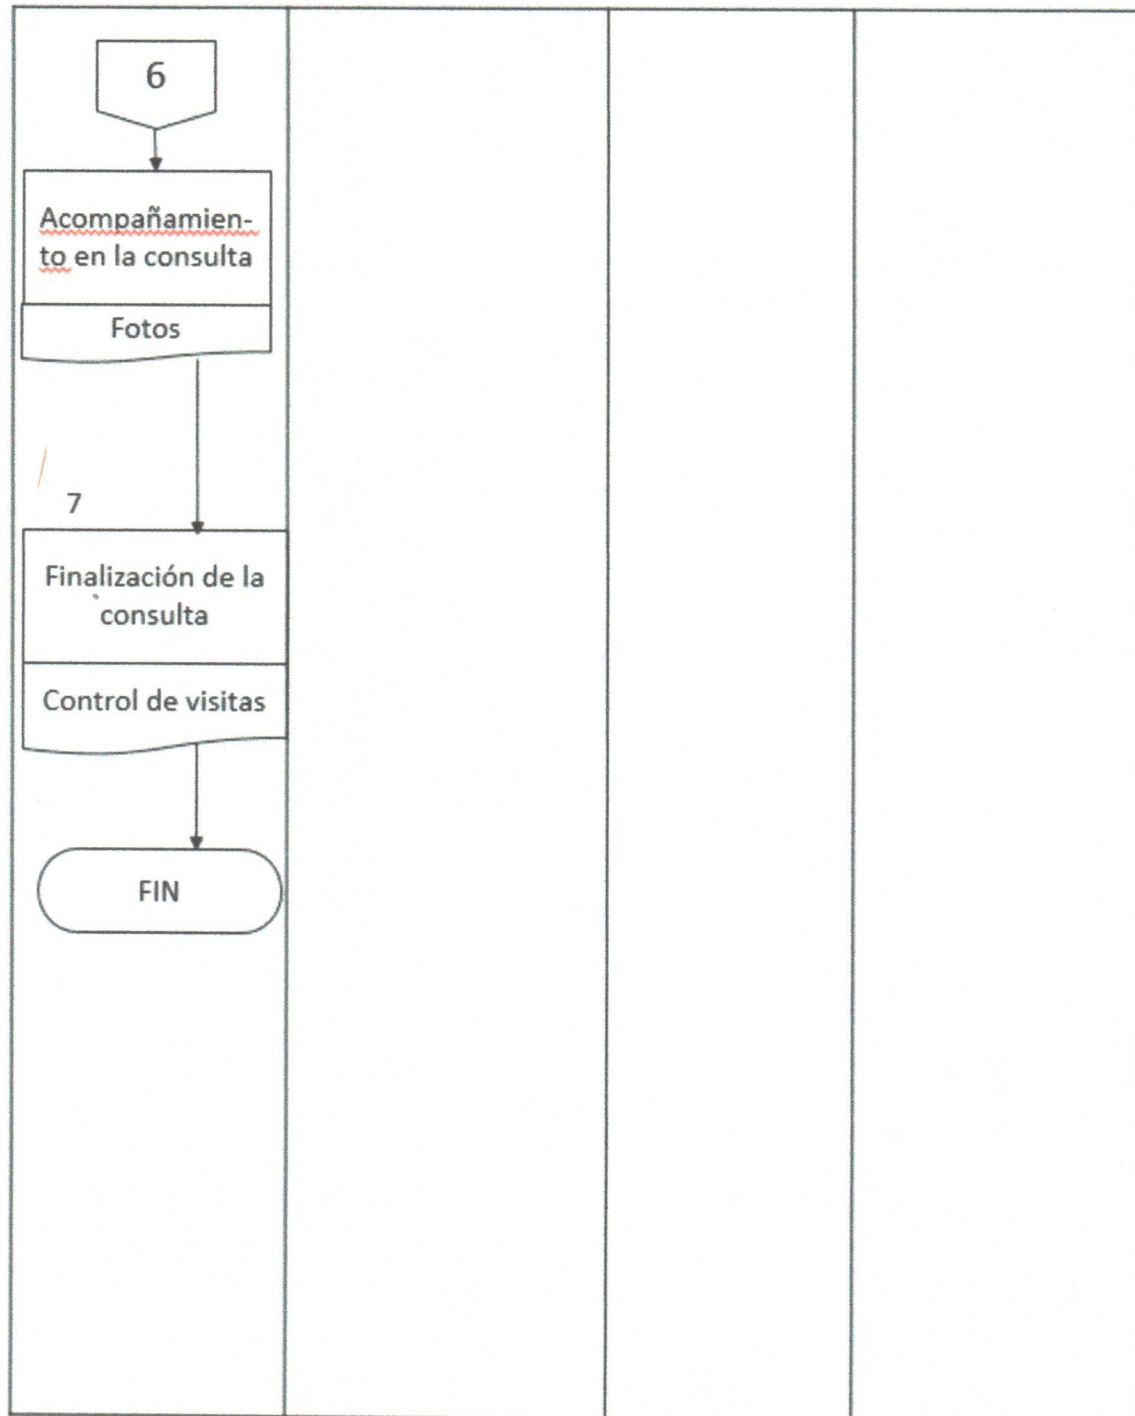 6
Acompañamien-
to en la consulta
Fotos
7
Finalización de la
consulta
Control de visitas
FIN